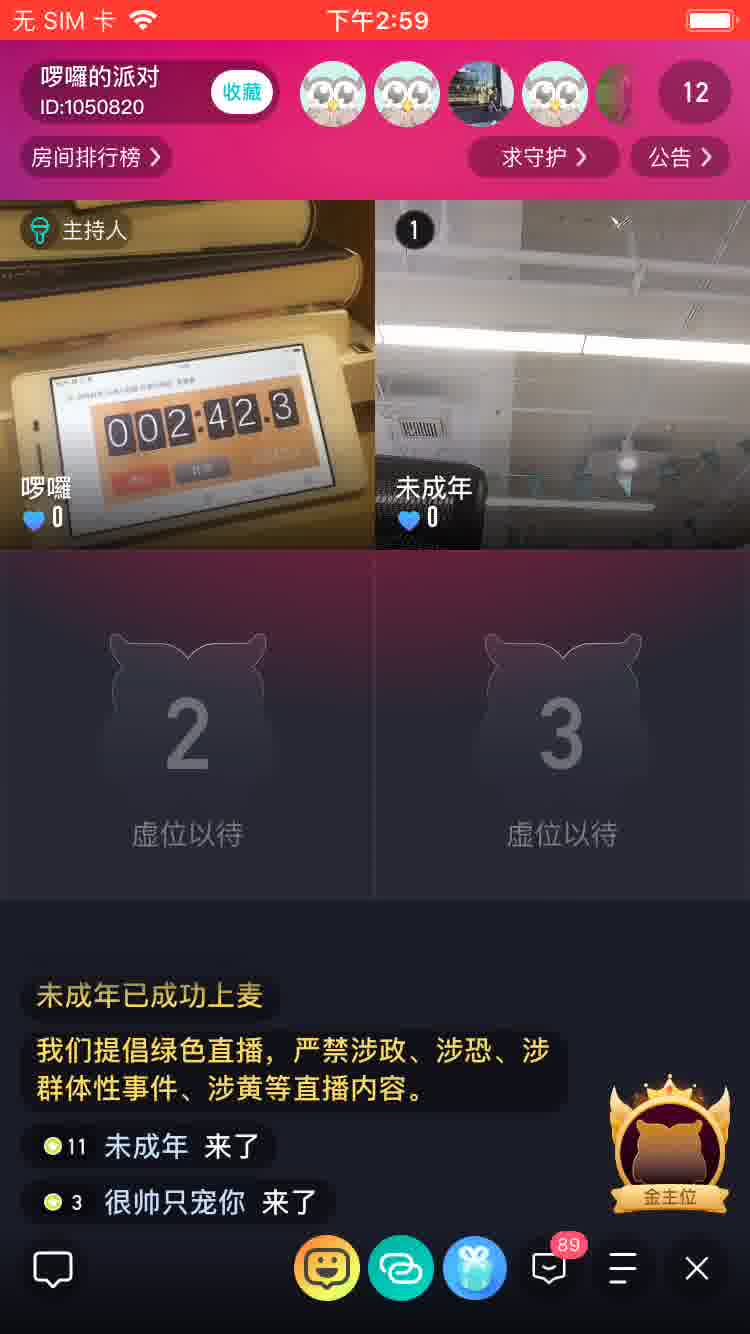 无 SIM 卡
下午2:59
啰囉的派对
ID:1050820
收藏
12
房间排行榜
求守护
公告
主持人
1
002:42.3
啰囉
0
未成年
0
2
3
虚位以待
虚位以待
未成年已成功上麦
我们提倡绿色直播，严禁涉政、涉恐、涉
群体性事件、涉黄等直播内容。
11 未成年 来了
3 很帅只宠你 来了
金主位
89